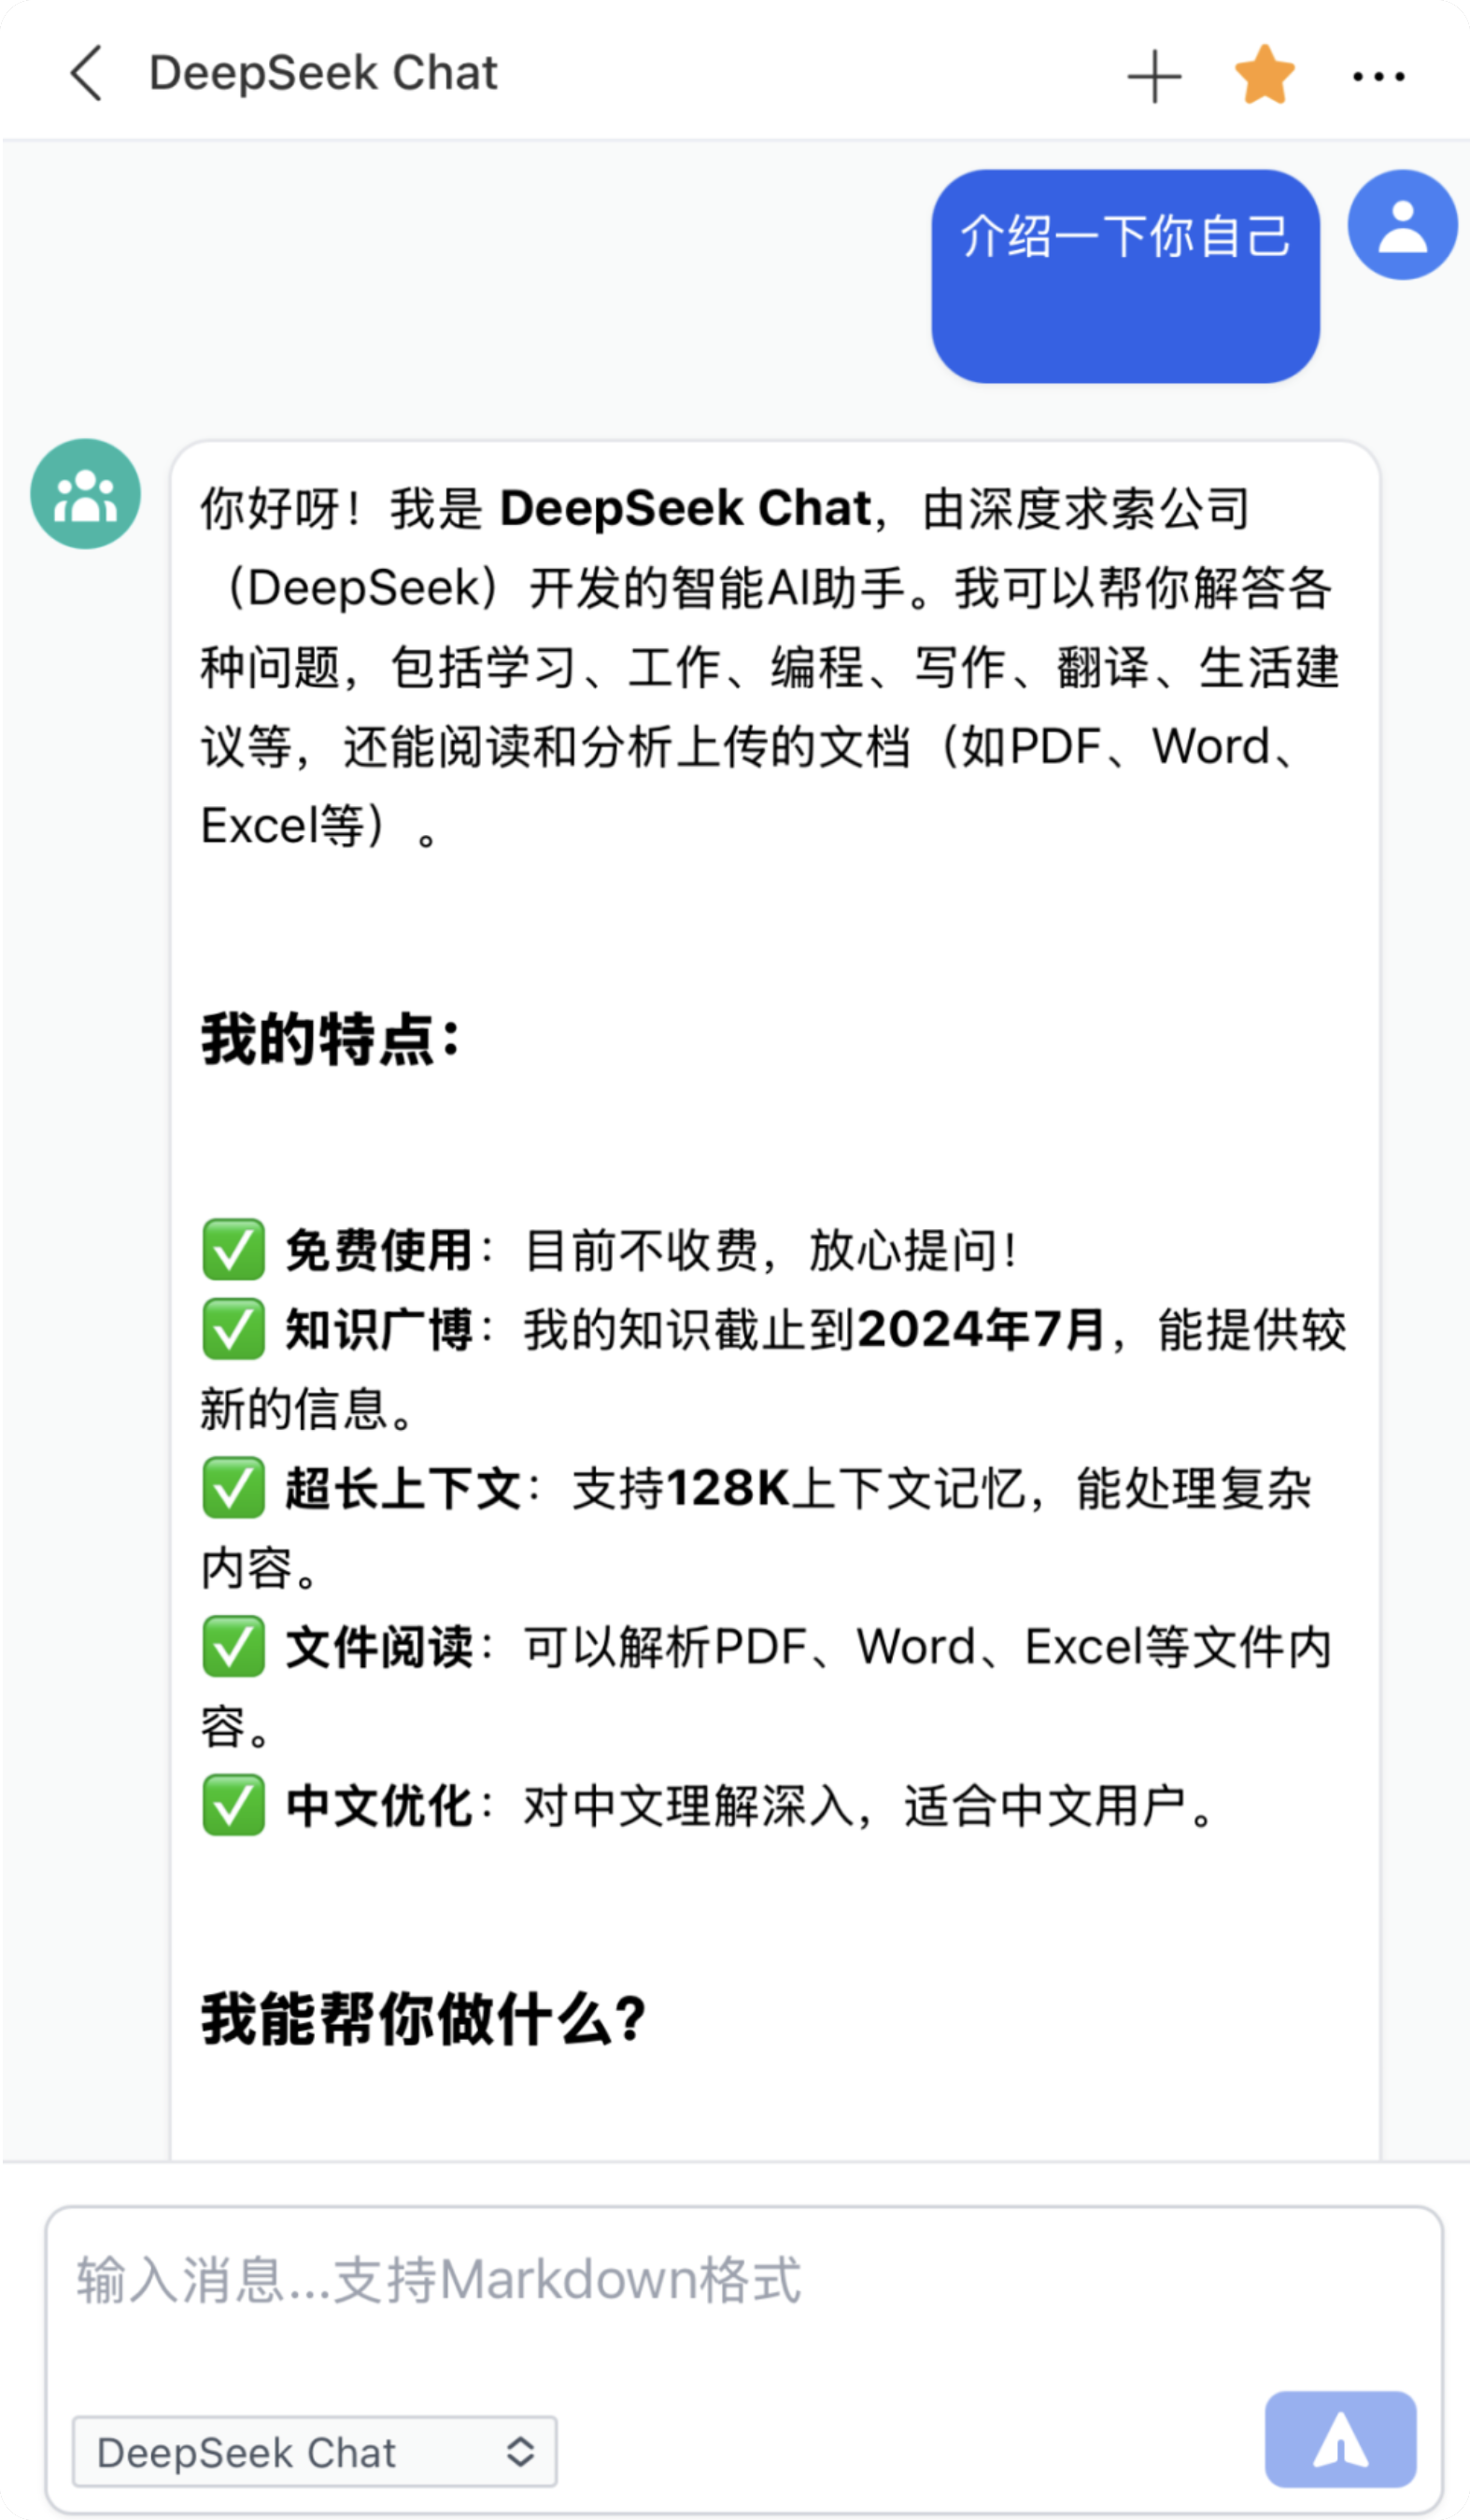 DeepSeek Chat
介绍一下你自己
你好呀！我是 DeepSeek Chat，由深度求索公司
（DeepSeek）开发的智能AI助手。我可以帮你解答各
种问题，包括学习、工作、编程、写作、翻译、生活建
议等，还能阅读和分析上传的文档（如PDF、Word、
Excel等）。
我的特点：
✅ 免费使用：目前不收费，放心提问！
✅ 知识广博：我的知识截止到2024年7月，能提供较
新的信息。
✅ 超长上下文：支持128K上下文记忆，能处理复杂
内容。
✅ 文件阅读：可以解析PDF、Word、Excel等文件内
容。
✅ 中文优化：对中文理解深入，适合中文用户。
我能帮你做什么？
输入消息...支持Markdown格式
DeepSeek Chat